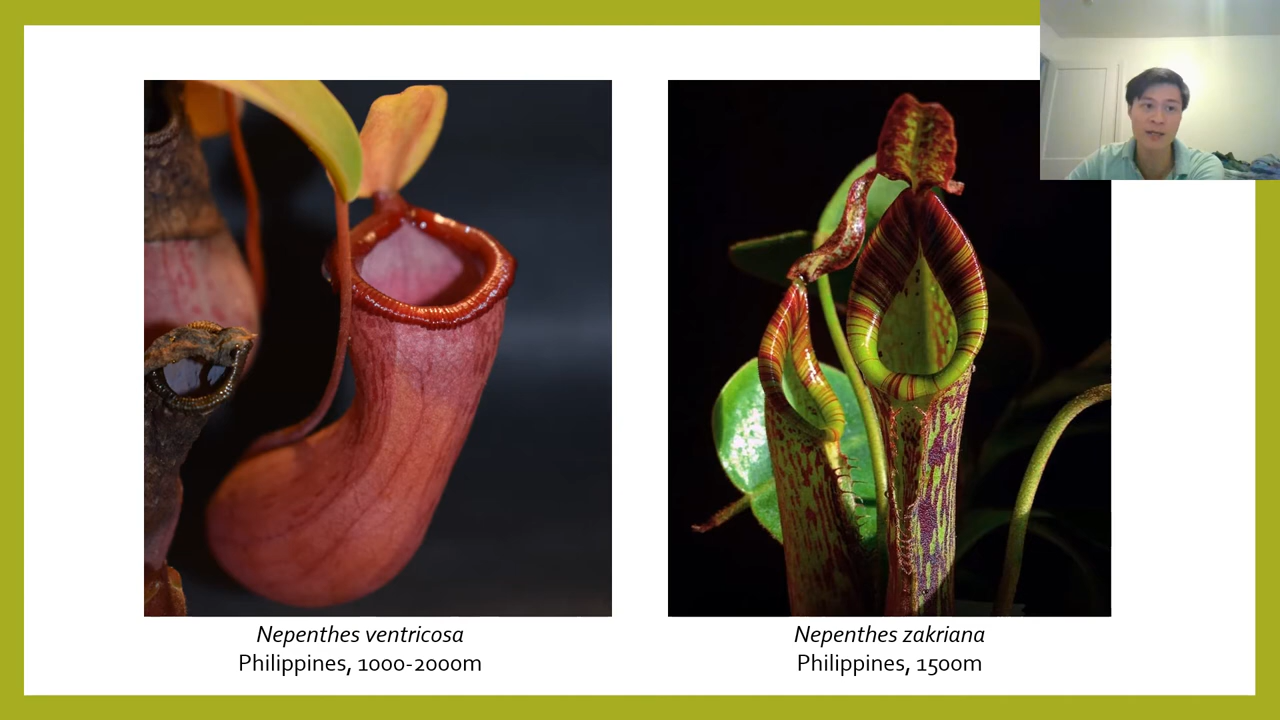 Nepenthes ventricosa
Philippines, 1000-2000m
Nepenthes zakriana
Philippines, 1500m